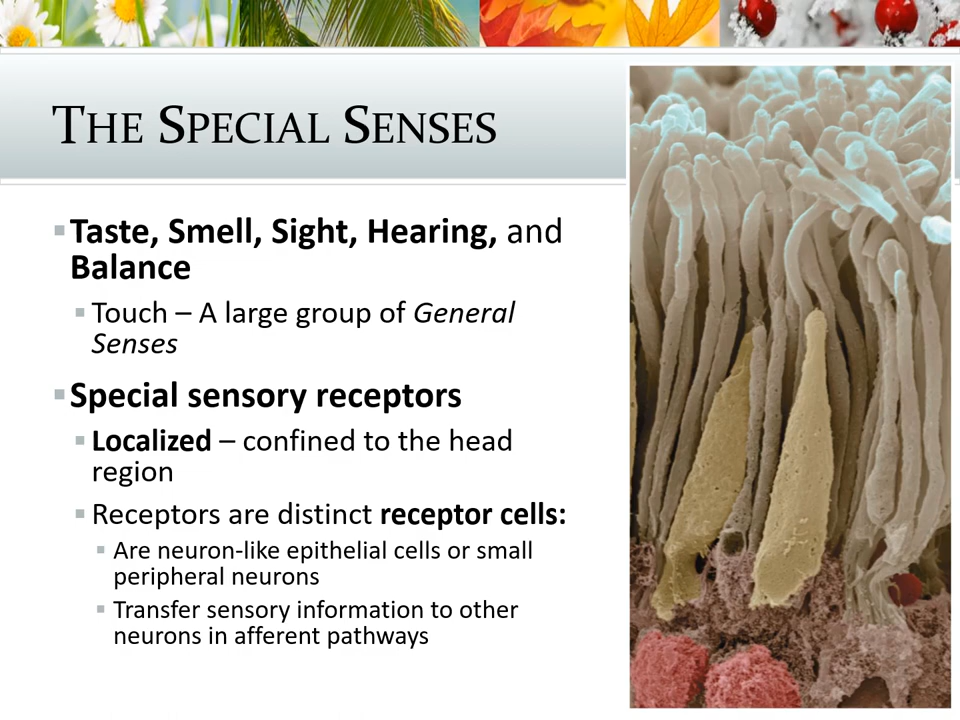 The Special Senses
Taste, Smell, Sight, Hearing, and
Balance
Touch – A large group of General
Senses
Special sensory receptors
Localized – confined to the head
region
Receptors are distinct receptor cells:
Are neuron-like epithelial cells or small
peripheral neurons
Transfer sensory information to other
neurons in afferent pathways